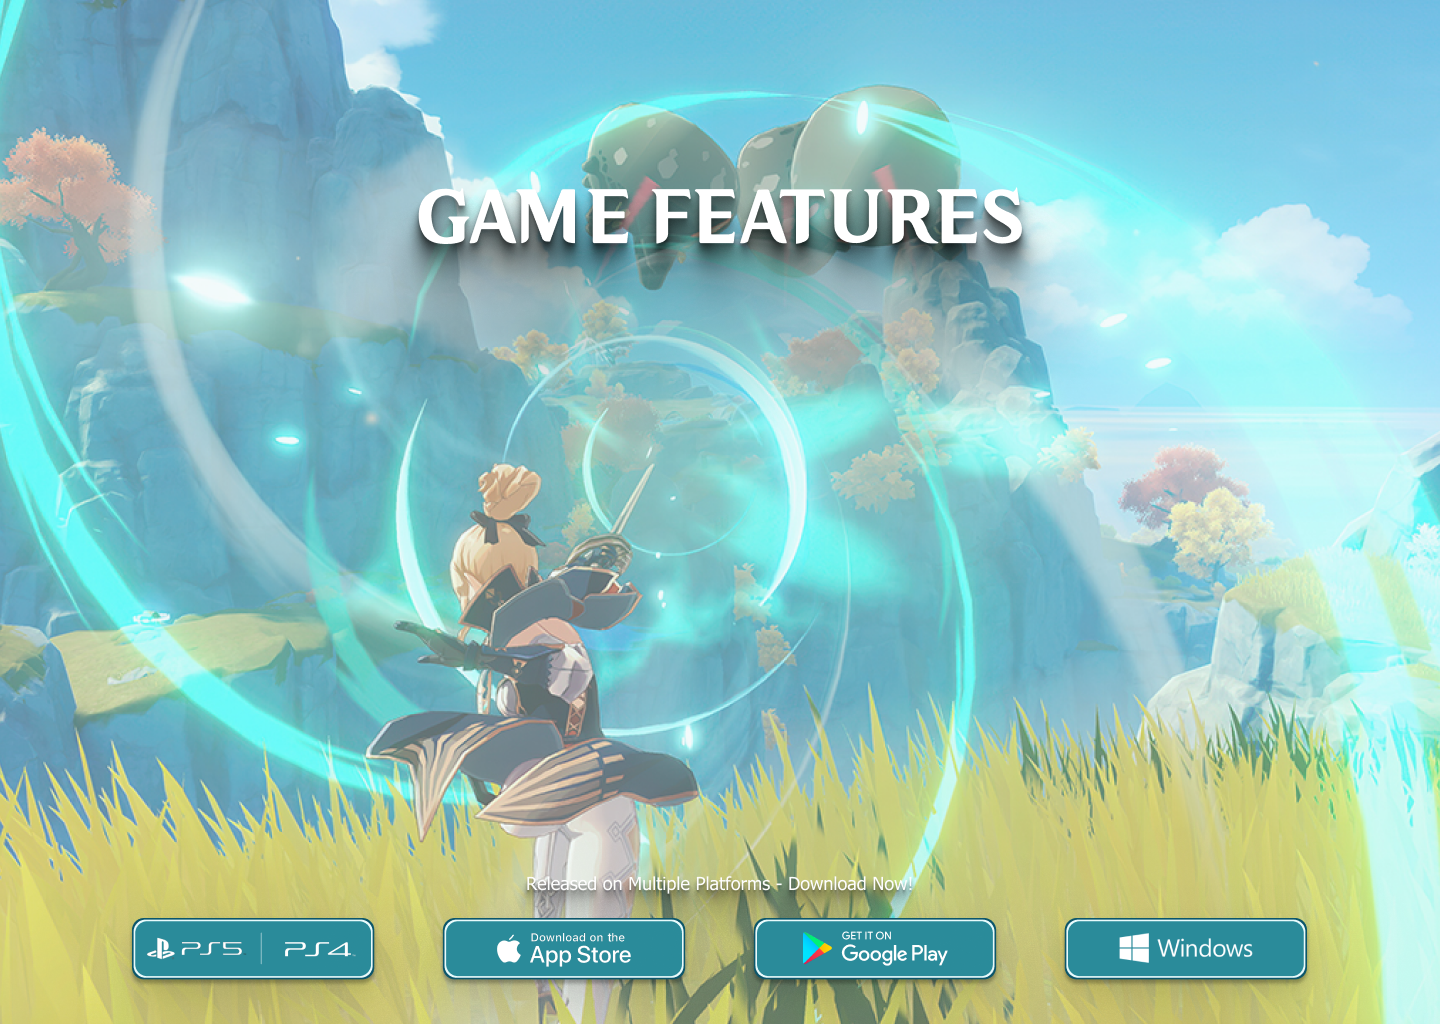 GAME FEATURES
Released on Multiple Platforms - Download Now!
PS5 PS4
Download on the
App Store
GET IT ON
Google Play
Windows